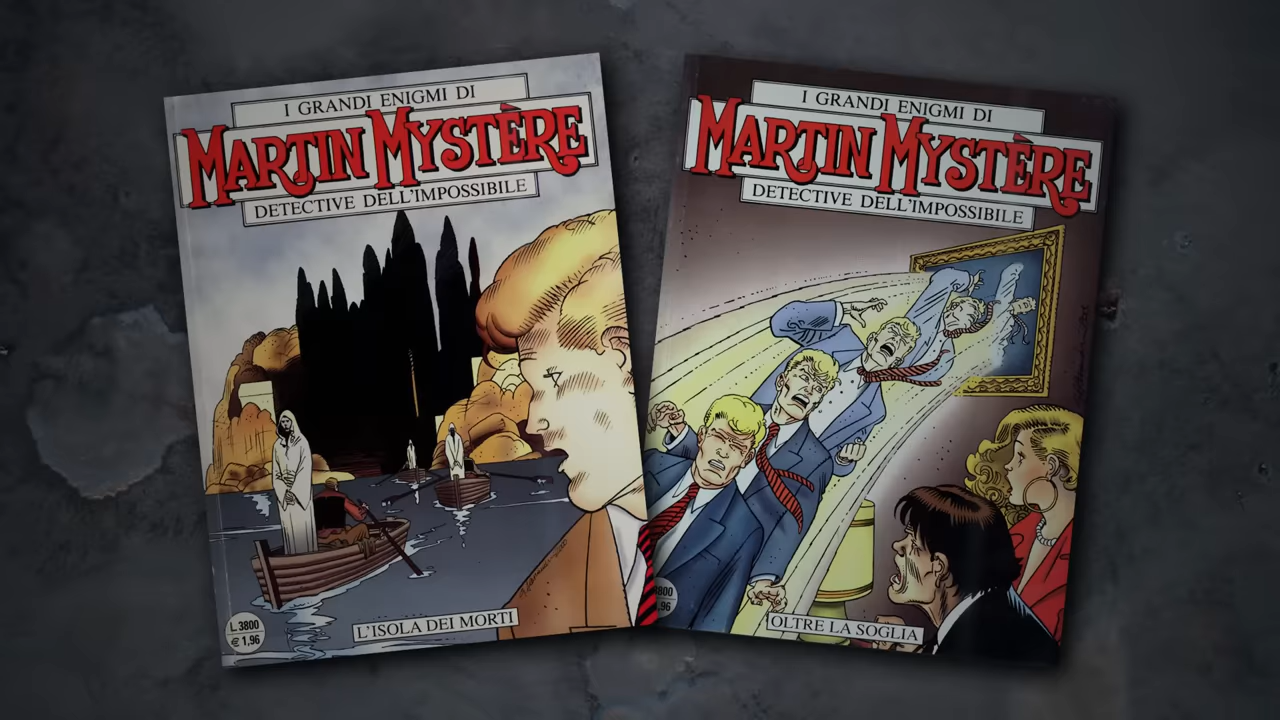 I GRANDI ENIGMI DI
MARTIN MYSTÈRE
DETECTIVE DELL'IMPOSSIBILE
L.3800
€ 1,96
L'ISOLA DEI MORTI
I GRANDI ENIGMI DI
MARTIN MYSTÈRE
DETECTIVE DELL'IMPOSSIBILE
OLTRE LA SOGLIA